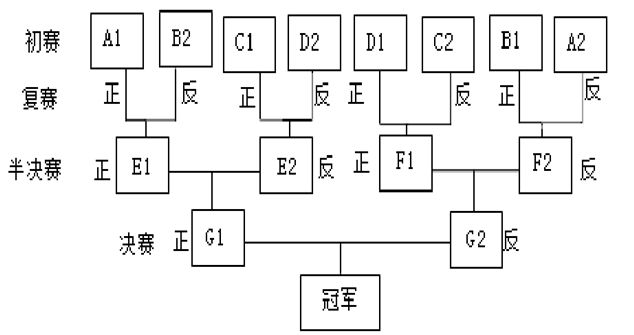 初赛 A1 B2 C1 D2 D1 C2 B1 A2
复赛 正 反 正 反 正 反 正 反
半决赛 正 E1 E2 反 正 F1 F2 反
决赛 正 G1 G2 反
冠军